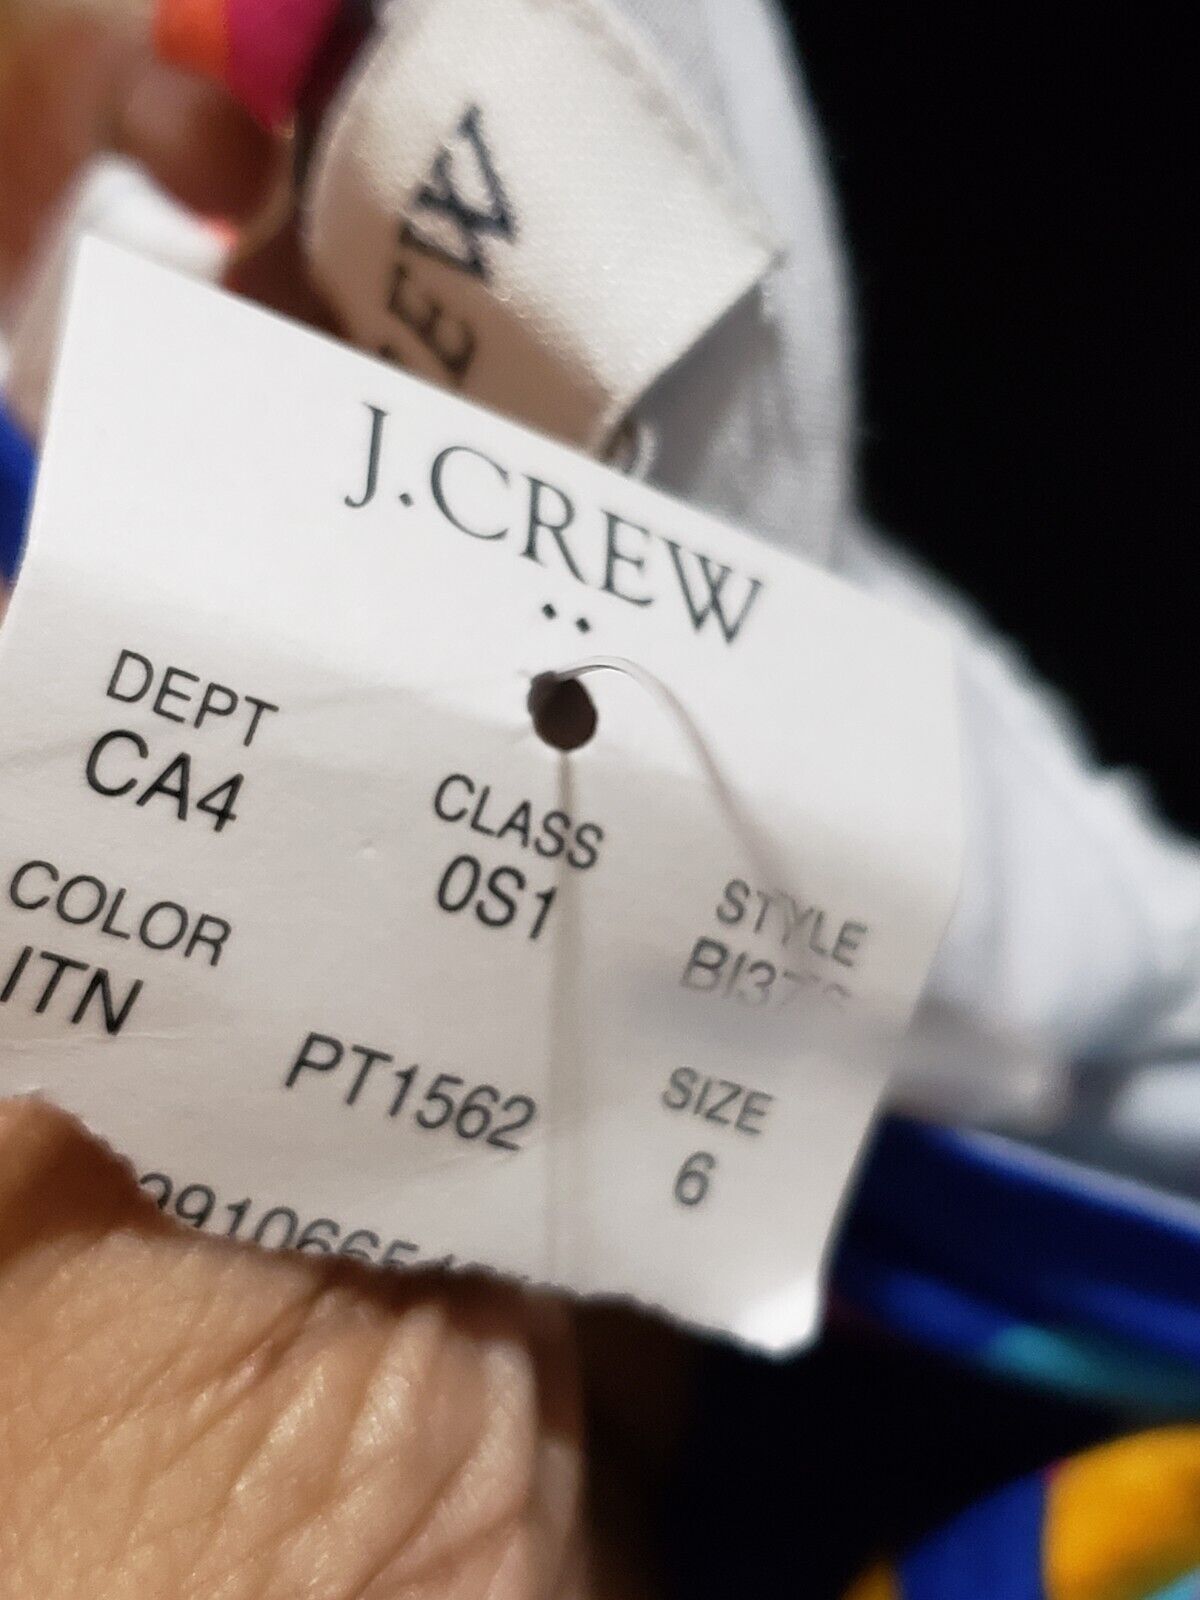 J.CREW
DEPT
CA4
CLASS
0S1
STYLE
COLOR
ITN
PT1562
SIZE
6